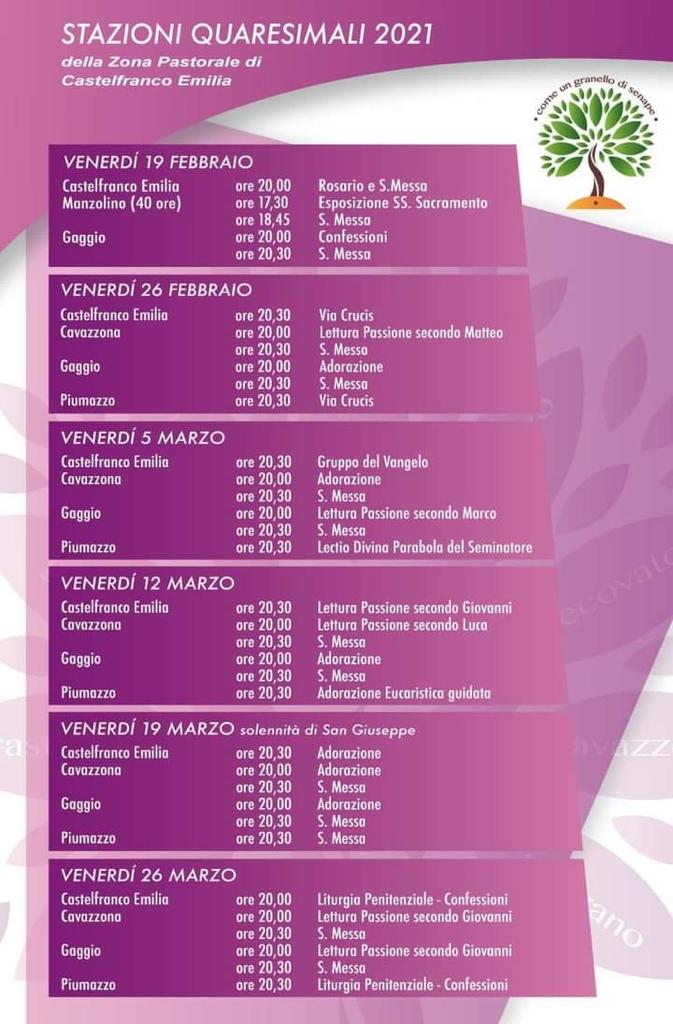 STAZIONI QUARESIMALI 2021
della Zona Pastorale di
Castelfranco Emilia
• come un granello di senape •
VENERDÍ 19 FEBBRAIO
Castelfranco Emilia ore 20,00 Rosario e S.Messa
Manzolino (40 ore) ore 17,30 Esposizione SS. Sacramento
ore 18,45 S. Messa
Gaggio ore 20,00 Confessioni
ore 20,30 S. Messa
VENERDÍ 26 FEBBRAIO
Castelfranco Emilia ore 20,30 Via Crucis
Cavazzona ore 20,00 Lettura Passione secondo Matteo
ore 20,30 S. Messa
Gaggio ore 20,00 Adorazione
ore 20,30 S. Messa
Piumazzo ore 20,30 Via Crucis
VENERDÍ 5 MARZO
Castelfranco Emilia ore 20,30 Gruppo del Vangelo
Cavazzona ore 20,00 Adorazione
ore 20,30 S. Messa
Gaggio ore 20,00 Lettura Passione secondo Marco
ore 20,30 S. Messa
Piumazzo ore 20,30 Lectio Divina Parabola del Seminatore
VENERDÍ 12 MARZO
Castelfranco Emilia ore 20,30 Lettura Passione secondo Giovanni
Cavazzona ore 20,00 Lettura Passione secondo Luca
ore 20,30 S. Messa
Gaggio ore 20,00 Adorazione
ore 20,30 S. Messa
Piumazzo ore 20,30 Adorazione Eucaristica guidata
VENERDÍ 19 MARZO solennità di San Giuseppe
Castelfranco Emilia ore 20,30 Adorazione
Cavazzona ore 20,00 Adorazione
ore 20,30 S. Messa
Gaggio ore 20,00 Adorazione
ore 20,30 S. Messa
Piumazzo ore 20,30 S. Messa
VENERDÍ 26 MARZO
Castelfranco Emilia ore 20,00 Liturgia Penitenziale - Confessioni
Cavazzona ore 20,00 Lettura Passione secondo Giovanni
ore 20,30 S. Messa
Gaggio ore 20,00 Lettura Passione secondo Giovanni
ore 20,30 S. Messa
Piumazzo ore 20,30 Liturgia Penitenziale - Confessioni